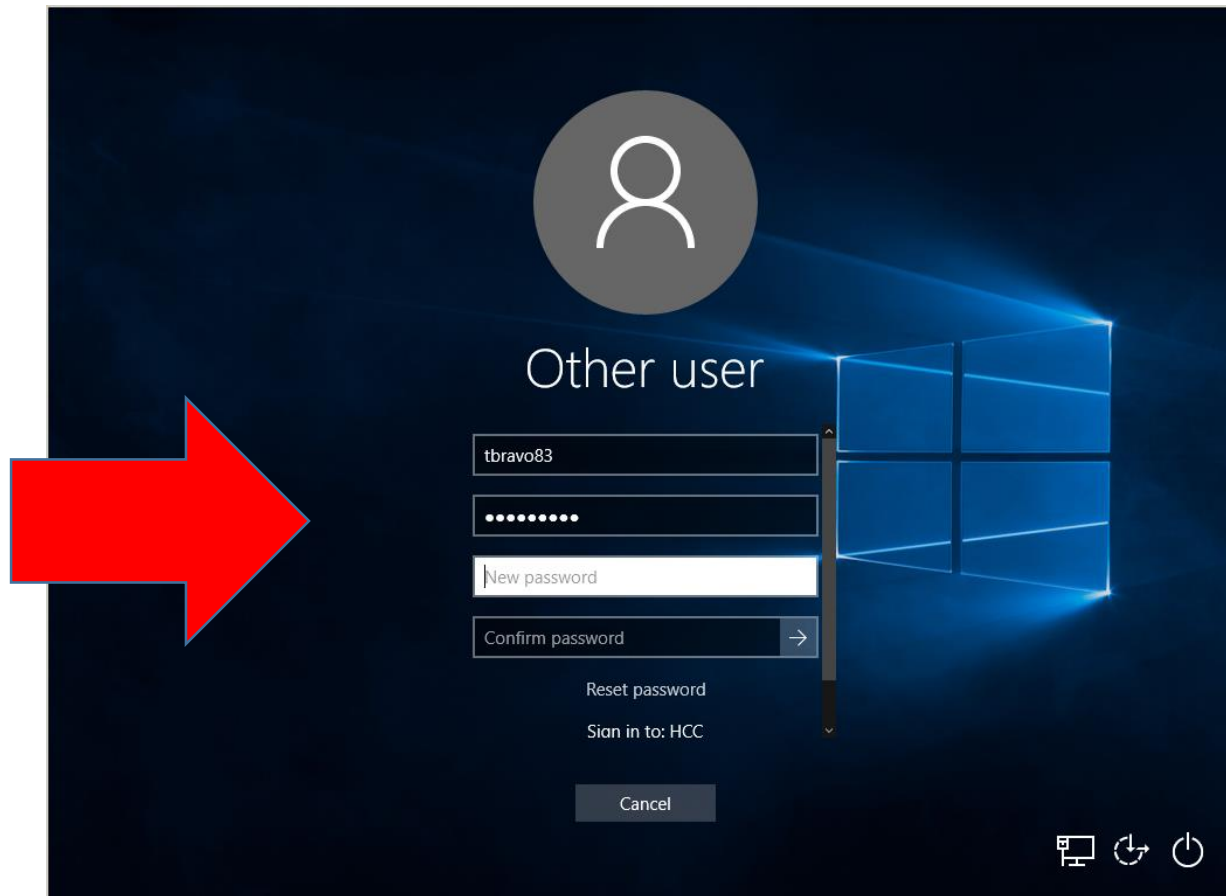 Other user
tbravo83
●●●●●●●●●
New password
Confirm password
Reset password
Sign in to: HCC
Cancel